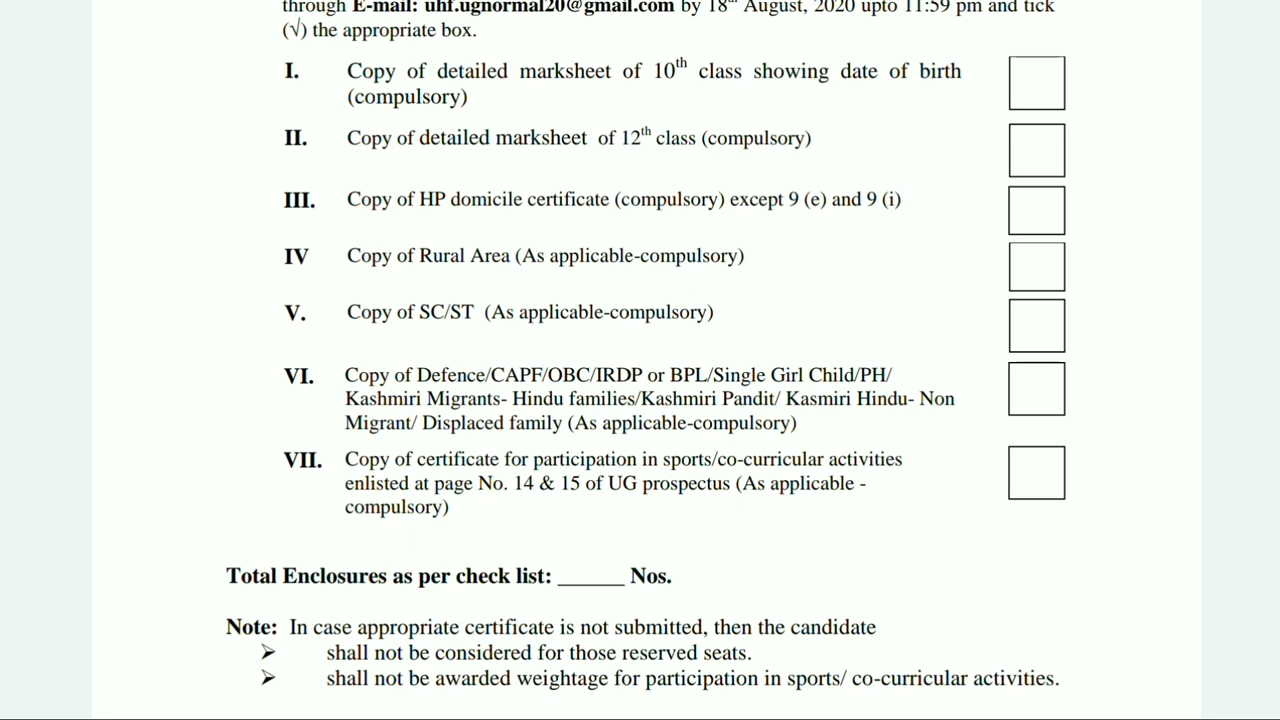 through E-mail: uhf.ugnormal20@gmail.com by 18th August, 2020 upto 11:59 pm and tick
(√) the appropriate box.
I. Copy of detailed marksheet of 10th class showing date of birth
(compulsory)
II. Copy of detailed marksheet of 12th class (compulsory)
III. Copy of HP domicile certificate (compulsory) except 9 (e) and 9 (i)
IV Copy of Rural Area (As applicable-compulsory)
V. Copy of SC/ST (As applicable-compulsory)
VI. Copy of Defence/CAPF/OBC/IRDP or BPL/Single Girl Child/PH/
Kashmiri Migrants- Hindu families/Kashmiri Pandit/ Kasmiri Hindu- Non
Migrant/ Displaced family (As applicable-compulsory)
VII. Copy of certificate for participation in sports/co-curricular activities
enlisted at page No. 14 & 15 of UG prospectus (As applicable -
compulsory)
Total Enclosures as per check list: ______ Nos.
Note: In case appropriate certificate is not submitted, then the candidate
➢ shall not be considered for those reserved seats.
➢ shall not be awarded weightage for participation in sports/ co-curricular activities.